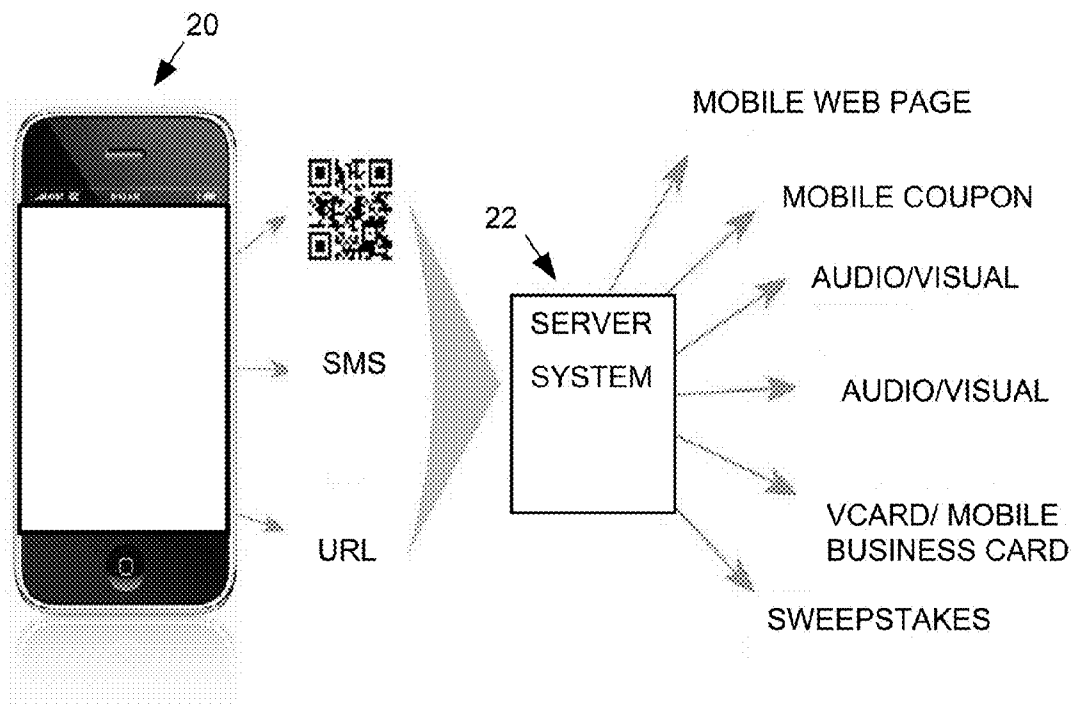 20
MOBILE WEB PAGE
MOBILE COUPON
22
AUDIO/VISUAL
SERVER
SMS
SYSTEM
AUDIO/VISUAL
VCARD/ MOBILE
BUSINESS CARD
URL
SWEEPSTAKES